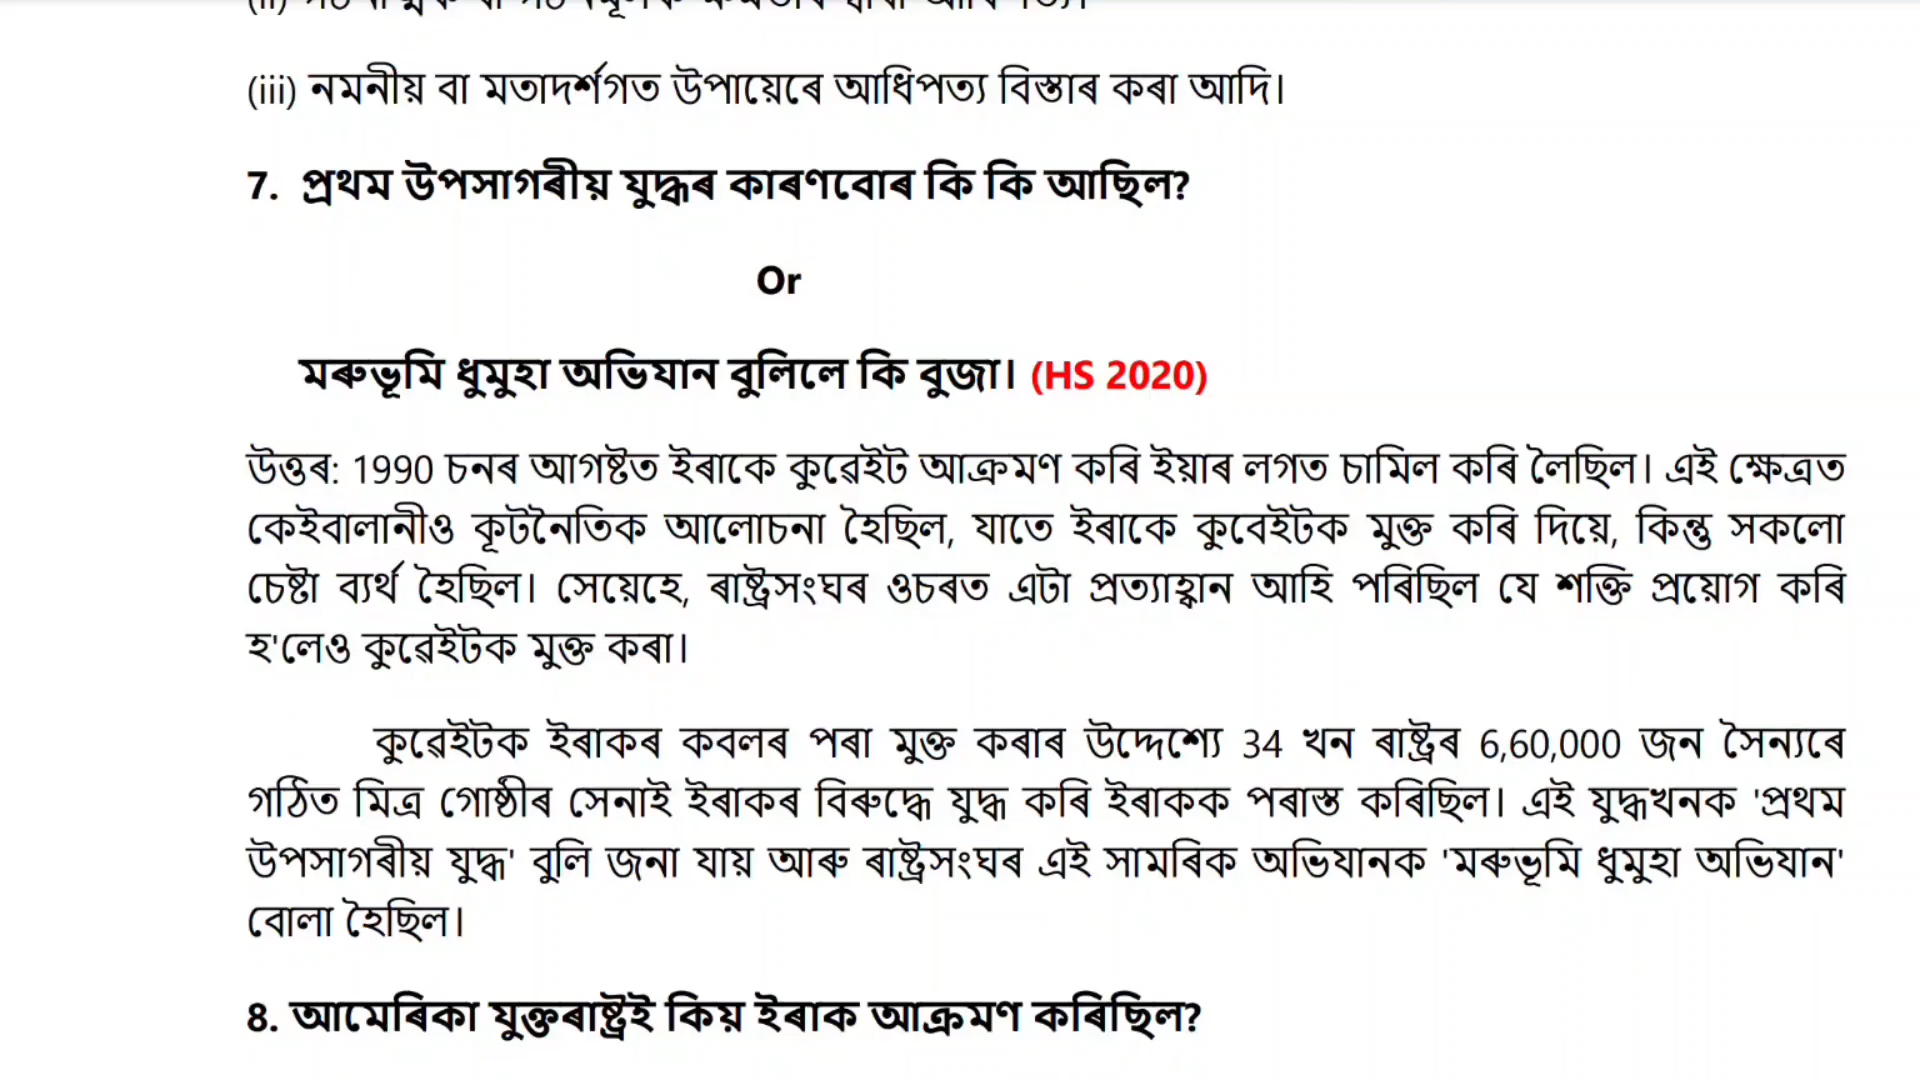 (iii) নমনীয় বা মতাদৰ্শগত উপায়েৰে আধিপত্য বিস্তাৰ কৰা আদি।
7. প্ৰথম উপসাগৰীয় যুদ্ধৰ কাৰণবোৰ কি কি আছিল?
Or
মৰুভূমি ধুমুহা অভিযান বুলিলে কি বুজা। (HS 2020)
উত্তৰ: 1990 চনৰ আগষ্টত ইৰাকে কুৱেইট আক্ৰমণ কৰি ইয়াৰ লগত চামিল কৰি লৈছিল। এই ক্ষেত্ৰত
কেইবালানীও কূটনৈতিক আলোচনা হৈছিল, যাতে ইৰাকে কুবেইটক মুক্ত কৰি দিয়ে, কিন্তু সকলো
চেষ্টা ব্যৰ্থ হৈছিল। সেয়েহে, ৰাষ্ট্ৰসংঘৰ ওচৰত এটা প্ৰত্যাহ্বান আহি পৰিছিল যে শক্তি প্ৰয়োগ কৰি
হ'লেও কুৱেইটক মুক্ত কৰা।
কুৱেইটক ইৰাকৰ কবলৰ পৰা মুক্ত কৰাৰ উদ্দেশ্যে 34 খন ৰাষ্ট্ৰৰ 6,60,000 জন সৈন্যৰে
গঠিত মিত্ৰ গোষ্ঠীৰ সেনাই ইৰাকৰ বিৰুদ্ধে যুদ্ধ কৰি ইৰাকক পৰাস্ত কৰিছিল। এই যুদ্ধখনক 'প্ৰথম
উপসাগৰীয় যুদ্ধ' বুলি জনা যায় আৰু ৰাষ্ট্ৰসংঘৰ এই সামৰিক অভিযানক 'মৰুভূমি ধুমুহা অভিযান'
বোলা হৈছিল।
8. আমেৰিকা যুক্তৰাষ্ট্ৰই কিয় ইৰাক আক্ৰমণ কৰিছিল?